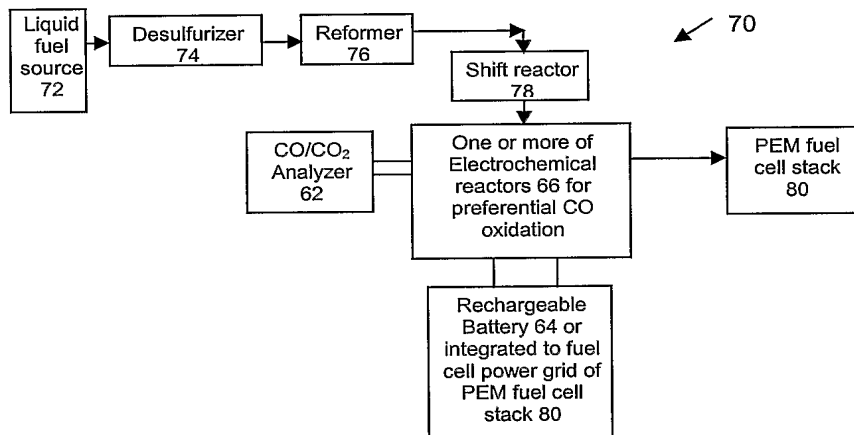 Liquid
fuel
source
72
Desulfurizer
74
Reformer
76
70
Shift reactor
78
CO/CO₂
Analyzer
62
One or more of
Electrochemical
reactors 66 for
preferential CO
oxidation
PEM fuel
cell stack
80
Rechargeable
Battery 64 or
integrated to fuel
cell power grid of
PEM fuel cell
stack 80